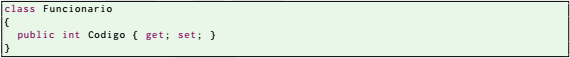 class Funcionario
{
  public int Codigo { get; set; }
}